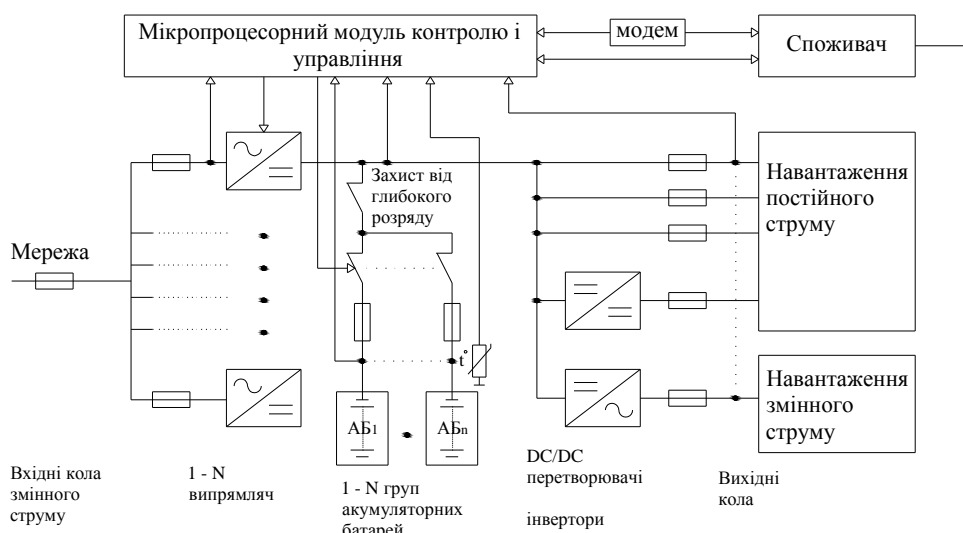 Мікропроцесорний модуль контролю і
управління
модем
Споживач
Захист від
глибокого
розряду
Навантаження
постійного
струму
Мережа
t°
АБ1
АБn
Навантаження
змінного
струму
Вхідні кола
змінного
струму
1 - N
випрямляч
1 - N груп
акумуляторних
батарей
DC/DC
перетворювачі
інвертори
Вихідні
кола